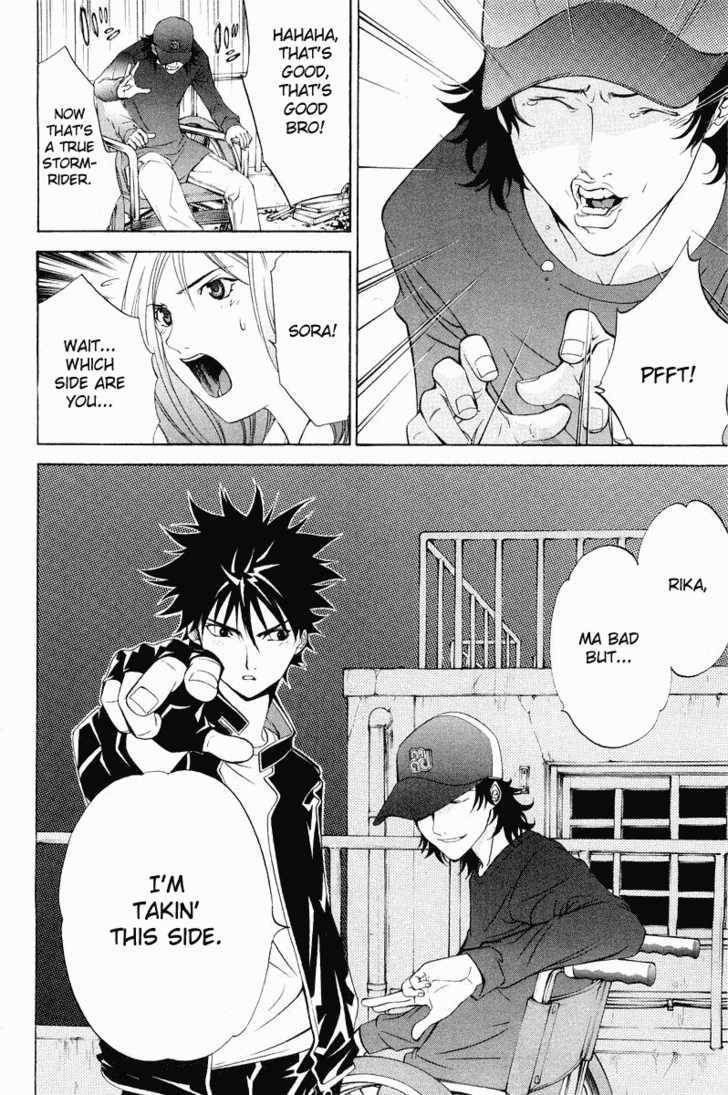 PFFT!
HAHAHA,
THAT'S
GOOD,
THAT'S
GOOD
BRO!
NOW
THAT'S
A TRUE
STORM-
RIDER.
SORA!
WAIT...
WHICH
SIDE ARE
YOU...
RIKA,
MA BAD
BUT...
I'M
TAKIN'
THIS SIDE.